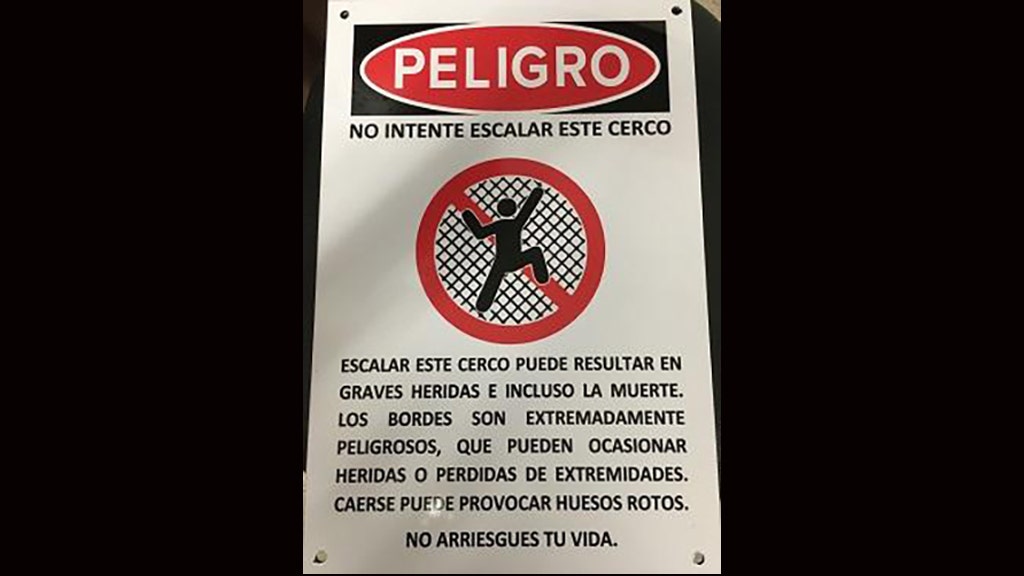 PELIGRO
NO INTENTE ESCALAR ESTE CERCO
ESCALAR ESTE CERCO PUEDE RESULTAR EN
GRAVES HERIDAS E INCLUSO LA MUERTE.
LOS BORDES SON EXTREMADAMENTE
PELIGROSOS, QUE PUEDEN OCASIONAR
HERIDAS O PERDIDAS DE EXTREMIDADES.
CAERSE PUEDE PROVOCAR HUESOS ROTOS.
NO ARRIESGUES TU VIDA.